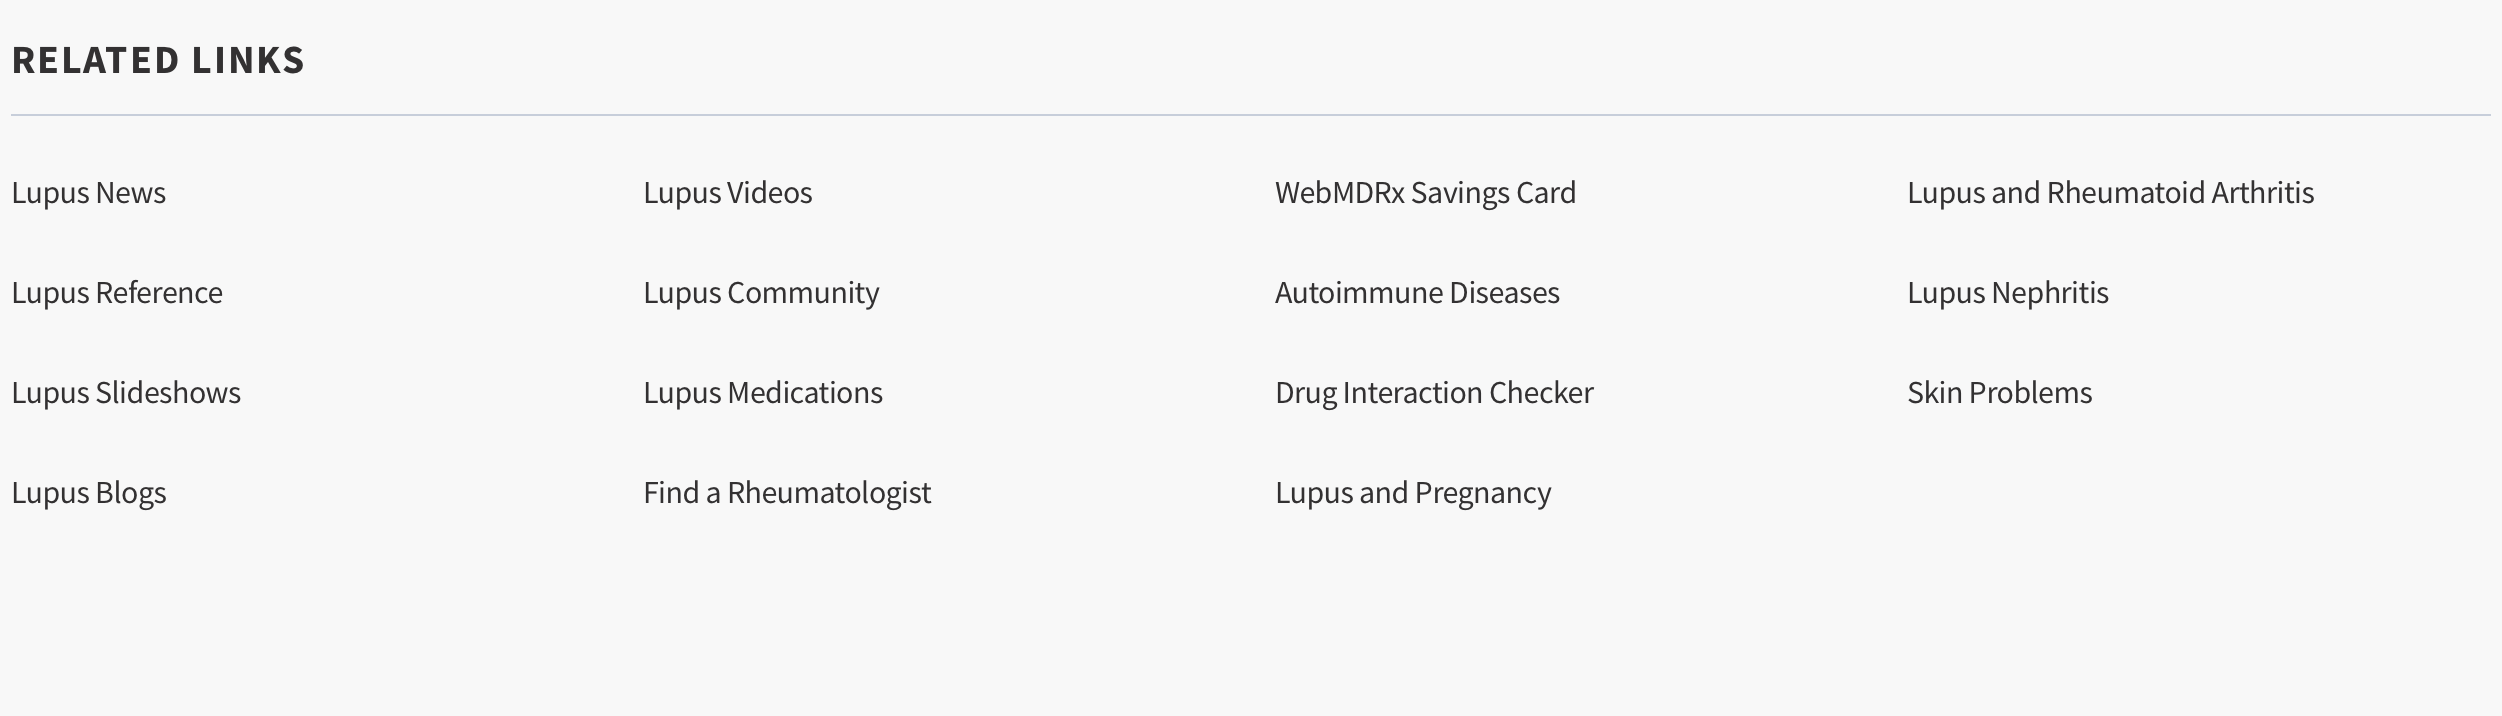 RELATED LINKS
Lupus News
Lupus Reference
Lupus Slideshows
Lupus Blogs
Lupus Videos
Lupus Community
Lupus Medications
Find a Rheumatologist
WebMDRx Savings Card
Autoimmune Diseases
Drug Interaction Checker
Lupus and Pregnancy
Lupus and Rheumatoid Arthritis
Lupus Nephritis
Skin Problems